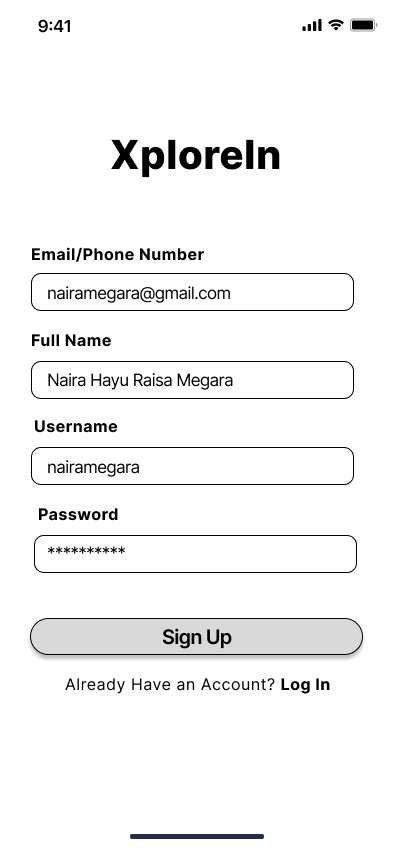 9:41
XploreIn
Email/Phone Number
nairamegara@gmail.com
Full Name
Naira Hayu Raisa Megara
Username
nairamegara
Password
**********
Sign Up
Already Have an Account? Log In